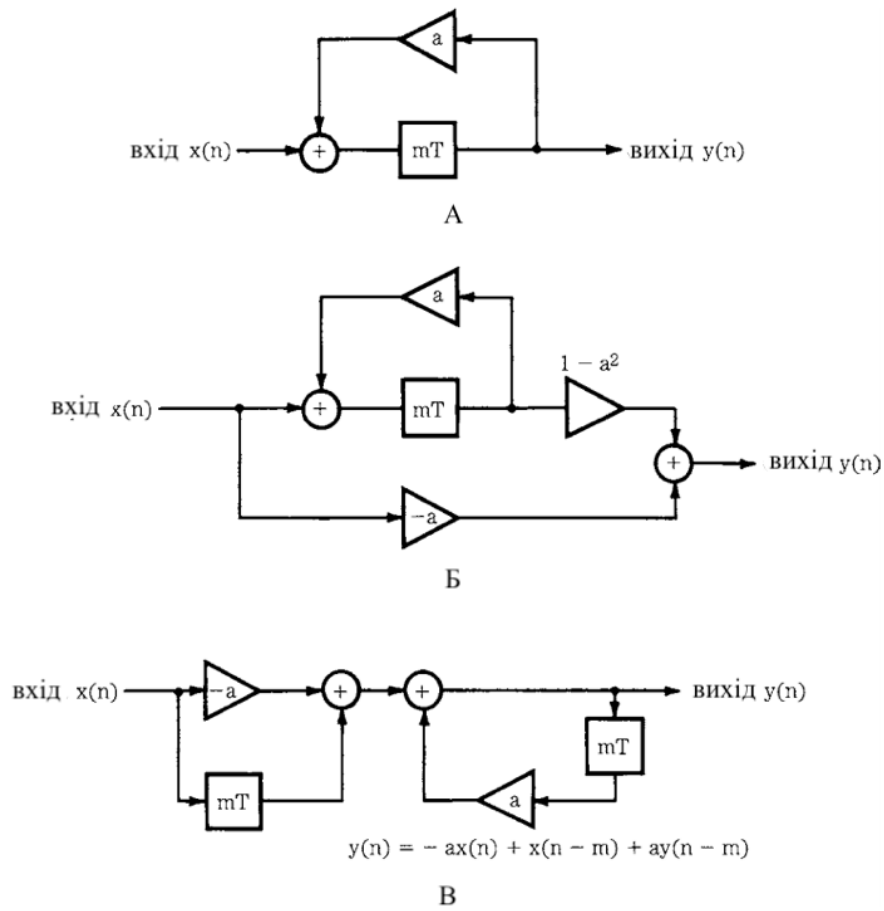 a
вхід x(n)
+
mT
вихід y(n)
А
a
1 − a²
вхід x(n)
+
mT
+
вихід y(n)
−a
Б
вхід x(n)
−a
+
+
вихід y(n)
mT
mT
a
y(n) = − ax(n) + x(n − m) + ay(n − m)
В